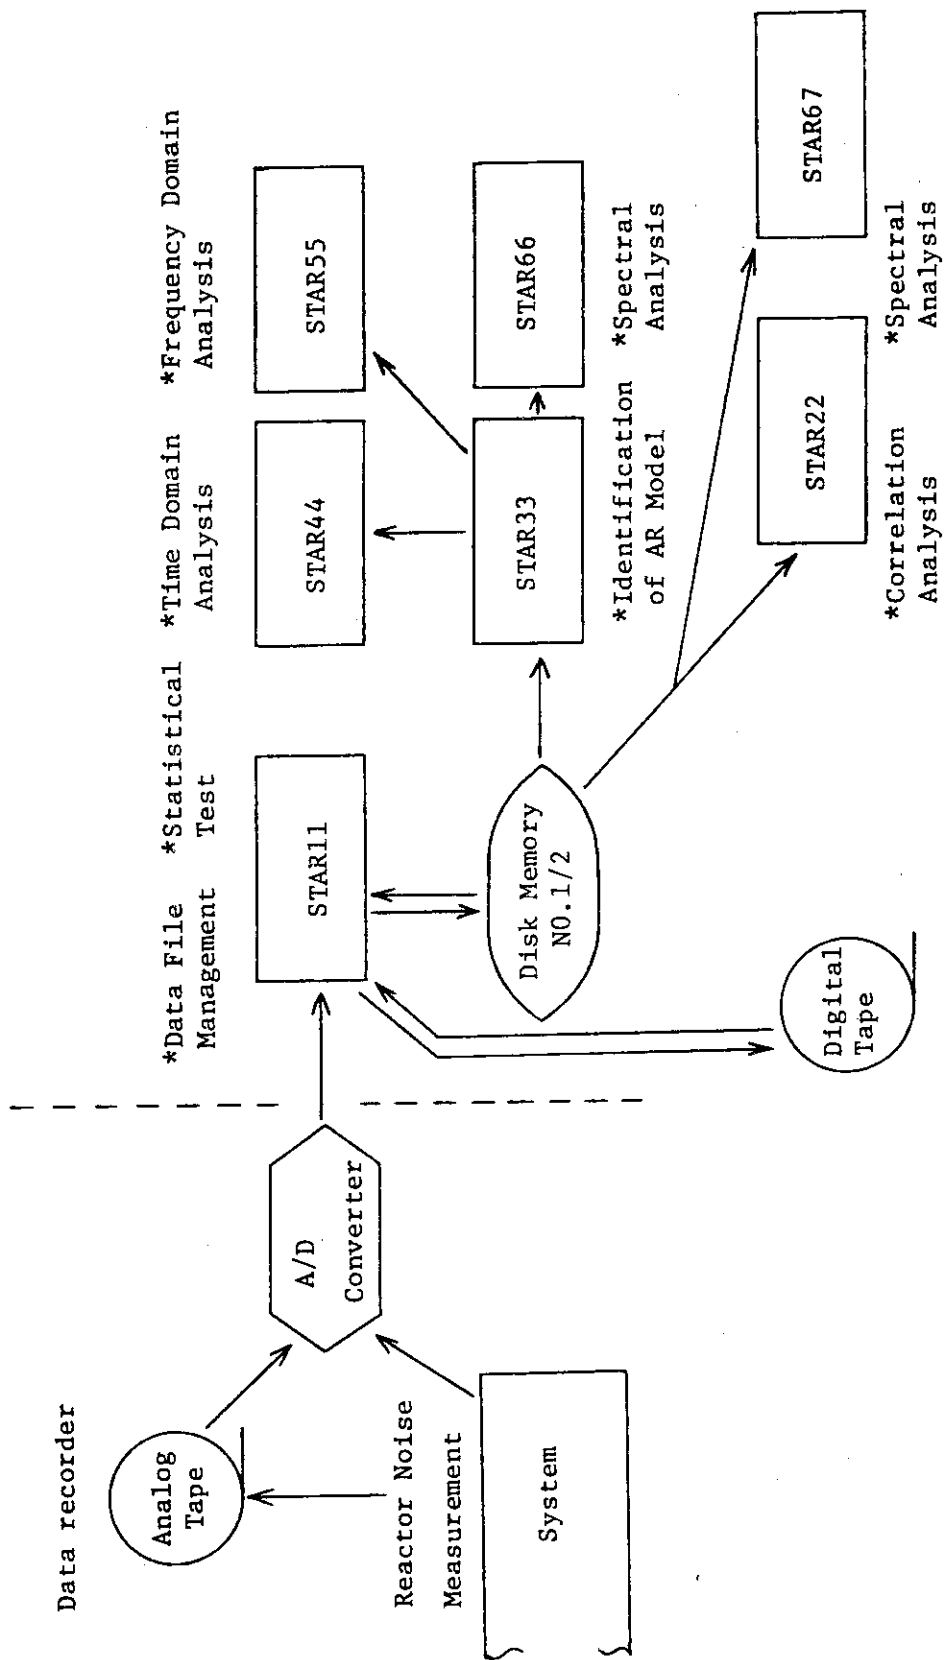 Data recorder
Analog
Tape
Reactor Noise
Measurement
System
A/D
Converter
*Data File
Management
*Statistical
Test
STAR11
Disk Memory
NO.1/2
Digital
Tape
*Time Domain
Analysis
STAR44
*Frequency Domain
Analysis
STAR55
STAR33
*Identification
of AR Model
STAR66
*Spectral
Analysis
STAR22
*Correlation
Analysis
STAR67
*Spectral
Analysis